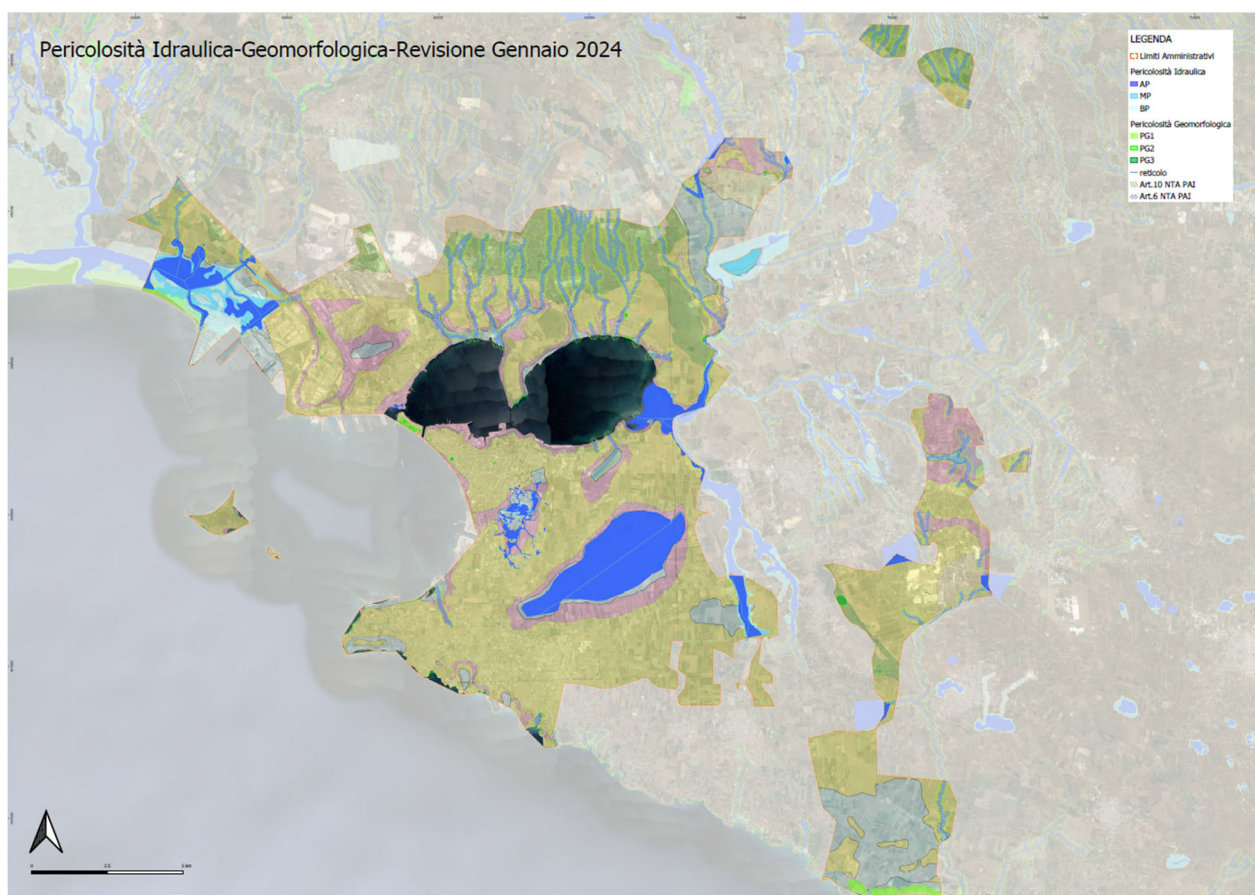 Pericolosità Idraulica-Geomorfologica-Revisione Gennaio 2024
LEGENDA
Limiti Amministrativi
Pericolosità Idraulica
AP
MP
BP
Pericolosità Geomorfologica
PG1
PG2
PG3
reticolo
Art.10 NTA PAI
Art.6 NTA PAI